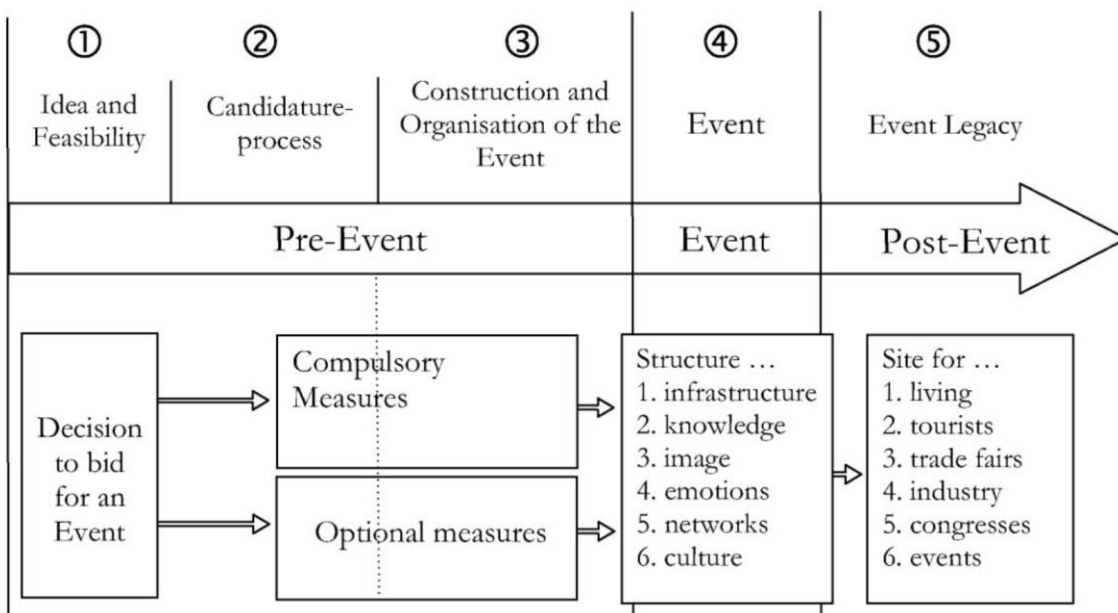 ① ② ③ ④ ⑤
Idea and
Feasibility
Candidature-
process
Construction and
Organisation of the
Event
Event
Event Legacy
Pre-Event Event Post-Event
Decision
to bid
for an
Event
Compulsory
Measures
Optional measures
Structure …
1. infrastructure
2. knowledge
3. image
4. emotions
5. networks
6. culture
Site for …
1. living
2. tourists
3. trade fairs
4. industry
5. congresses
6. events